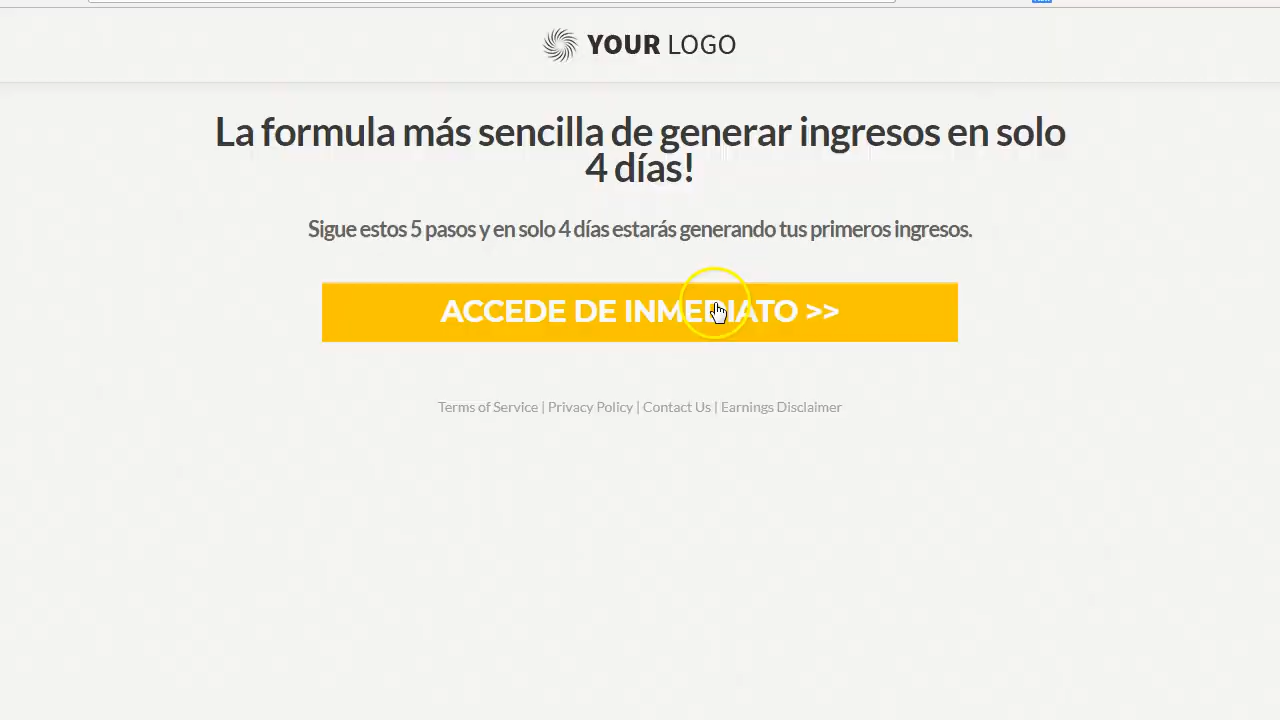 YOUR LOGO
La formula más sencilla de generar ingresos en solo
4 días!
Sigue estos 5 pasos y en solo 4 días estarás generando tus primeros ingresos.
ACCEDE DE INMEDIATO >>
Terms of Service | Privacy Policy | Contact Us | Earnings Disclaimer